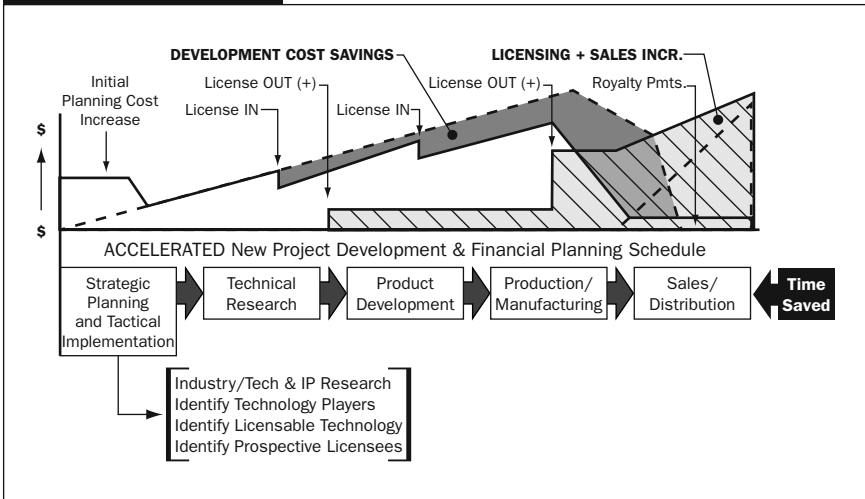 DEVELOPMENT COST SAVINGS
LICENSING + SALES INCR.
Initial
Planning Cost
Increase
License OUT (+)
License OUT (+)
Royalty Pmts.
License IN
License IN
$
$
ACCELERATED New Project Development & Financial Planning Schedule
Strategic
Planning
and Tactical
Implementation
Technical
Research
Product
Development
Production/
Manufacturing
Sales/
Distribution
Time
Saved
Industry/Tech & IP Research
Identify Technology Players
Identify Licensable Technology
Identify Prospective Licensees